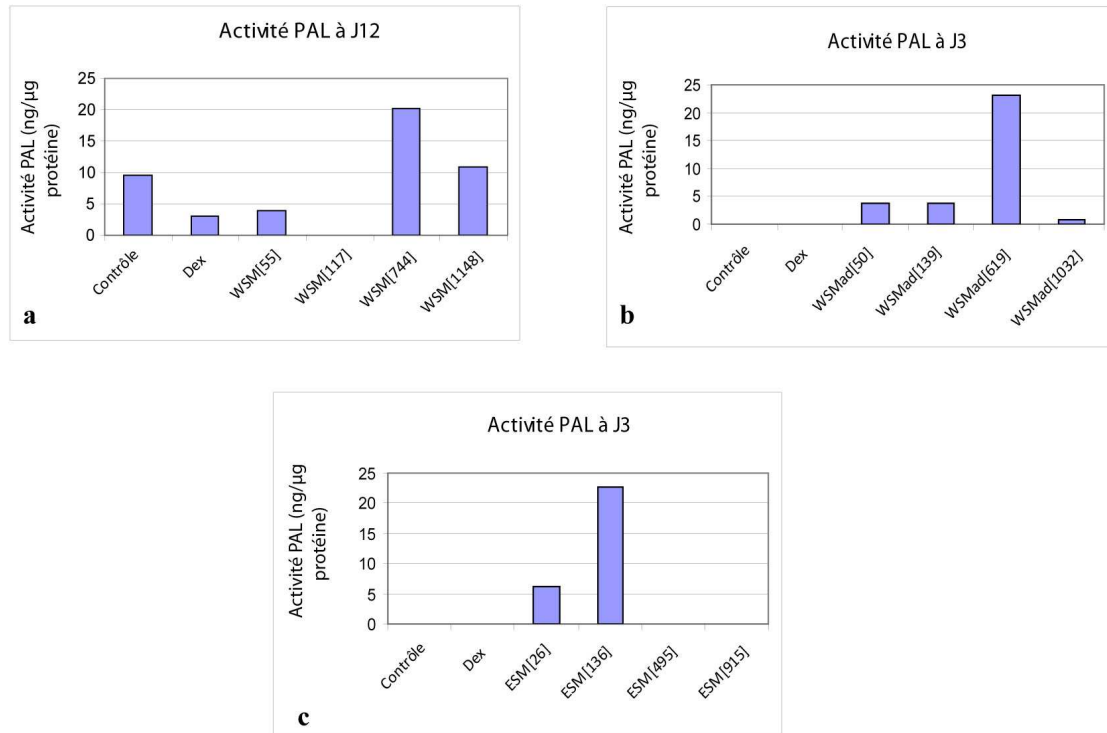 Activité PAL à J12
Activité PAL (ng/µg
protéine)
25
20
15
10
5
0
Contrôle
Dex
WSM[55]
WSM[117]
WSM[744]
WSM[1148]
a
Activité PAL à J3
Activité PAL (ng/µg
protéine)
25
20
15
10
5
0
Contrôle
Dex
WSMad[50]
WSMad[139]
WSMad[619]
WSMad[1032]
b
Activité PAL à J3
Activité PAL (ng/µg
protéine)
25
20
15
10
5
0
Contrôle
Dex
ESM[26]
ESM[136]
ESM[495]
ESM[915]
c